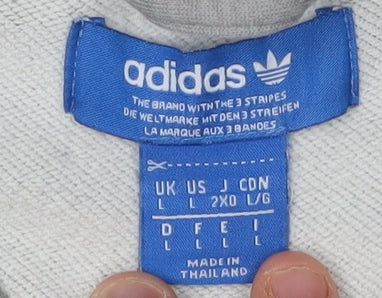 adidas
THE BRAND WITH THE 3 STRIPES
DIE WELTMARKE MIT DEN 3 STREIFEN
LA MARQUE AUX 3 BANDES
UK US J CDN
L L 2XO L/G
D F E I
L L L L
MADE IN
THAILAND